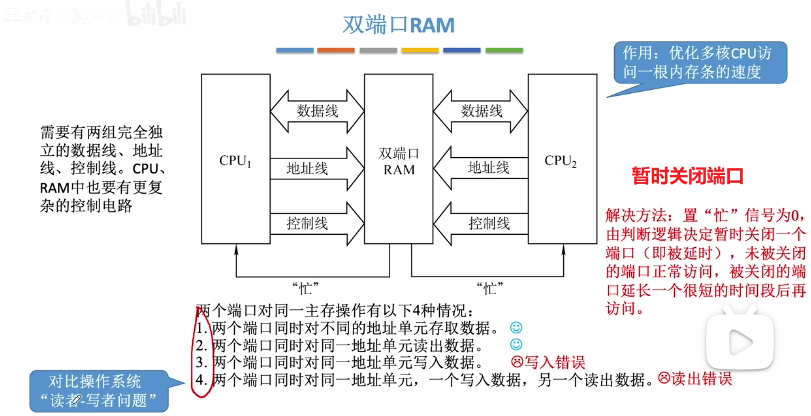 bilibili
双端口RAM
作用：优化多核CPU访
问一根内存条的速度
需要有两组完全独
立的数据线、地址
线、控制线。CPU、
RAM中也要有更复
杂的控制电路
CPU1
数据线
地址线
控制线
双端口
RAM
数据线
地址线
控制线
CPU2
“忙”
“忙”
暂时关闭端口
解决方法：置“忙”信号为0，
由判断逻辑决定暂时关闭一个
端口（即被延时），未被关闭
的端口正常访问，被关闭的端
口延长一个很短的时间段后再
访问。
两个端口对同一主存操作有以下4种情况：
1. 两个端口同时对不同的地址单元存取数据。
2. 两个端口同时对同一地址单元读出数据。
3. 两个端口同时对同一地址单元写入数据。 写入错误
4. 两个端口同时对同一地址单元，一个写入数据，另一个读出数据。 读出错误
对比操作系统
“读者-写者问题”